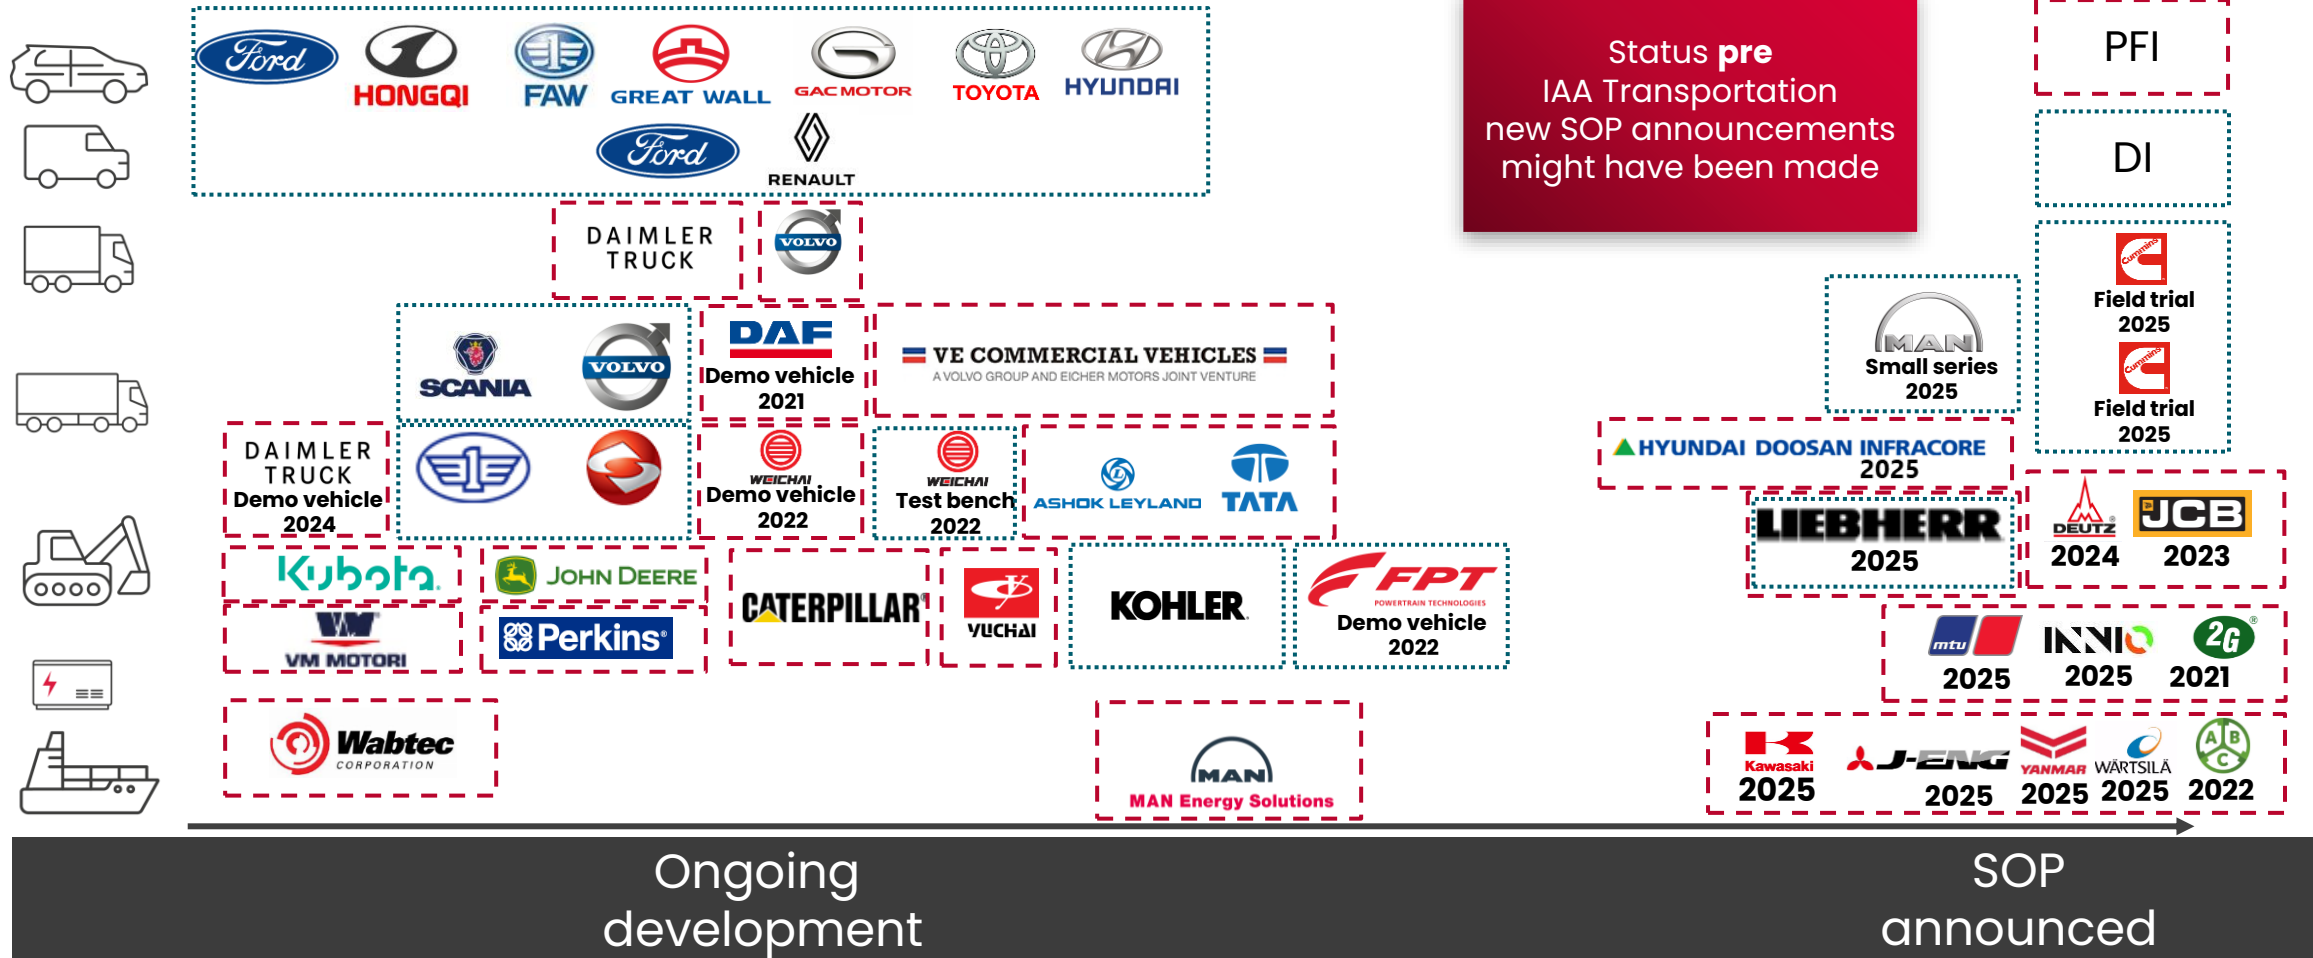 Ford
HONGQI
FAW
GREAT WALL
GAC MOTOR
TOYOTA
HYUNDAI
Ford
RENAULT
Status pre
IAA Transportation
new SOP announcements
might have been made
PFI
DI
DAIMLER
TRUCK
VOLVO
SCANIA
VOLVO
DAF
Demo vehicle
2021
VE COMMERCIAL VEHICLES
A VOLVO GROUP AND EICHER MOTORS JOINT VENTURE
MAN
Small series
2025
Cummins
Field trial
2025
Cummins
Field trial
2025
DAIMLER
TRUCK
Demo vehicle
2024
WEICHAI
Demo vehicle
2022
WEICHAI
Test bench
2022
ASHOK LEYLAND
TATA
HYUNDAI DOOSAN INFRACORE
2025
LIEBHERR
2025
DEUTZ®
2024
JCB
2023
Kubota.
JOHN DEERE
VM
VM MOTORI
Perkins®
CATERPILLAR®
YUCHAI
KOHLER.
FPT
POWERTRAIN TECHNOLOGIES
Demo vehicle
2022
mtu
2025
INNIO
2025
2G®
2021
Wabtec
CORPORATION
MAN
MAN Energy Solutions
Kawasaki
2025
J-ENG
2025
YANMAR
2025
WÄRTSILÄ
2025
ABC
2022
Ongoing
development
SOP
announced